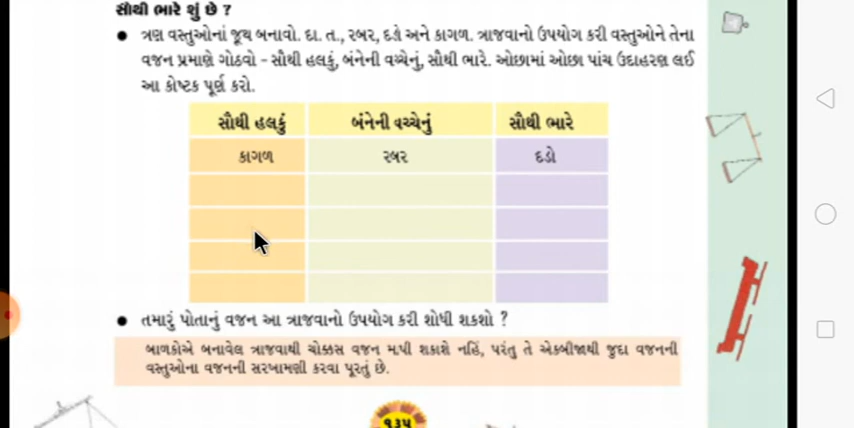 સૌથી ભારે શું છે ?
● ત્રણ વસ્તુઓનાં જૂથ બનાવો. દા. ત., રબર, દડો અને કાગળ. ત્રાજવાનો ઉપયોગ કરી વસ્તુઓને તેના
વજન પ્રમાણે ગોઠવો - સૌથી હલકું, બંનેની વચ્ચેનું, સૌથી ભારે. ઓછામાં ઓછા પાંચ ઉદાહરણ લઈ
આ કોષ્ટક પૂર્ણ કરો.
સૌથી હલકું બંનેની વચ્ચેનું સૌથી ભારે
કાગળ રબર દડો
● તમારું પોતાનું વજન આ ત્રાજવાનો ઉપયોગ કરી શોધી શકશો ?
બાળકોએ બનાવેલ ત્રાજવાથી ચોક્કસ વજન માપી શકાશે નહિ, પરંતુ તે એકબીજાથી જુદા વજનની
વસ્તુઓના વજનની સરખામણી કરવા પૂરતું છે.
૧૩૫